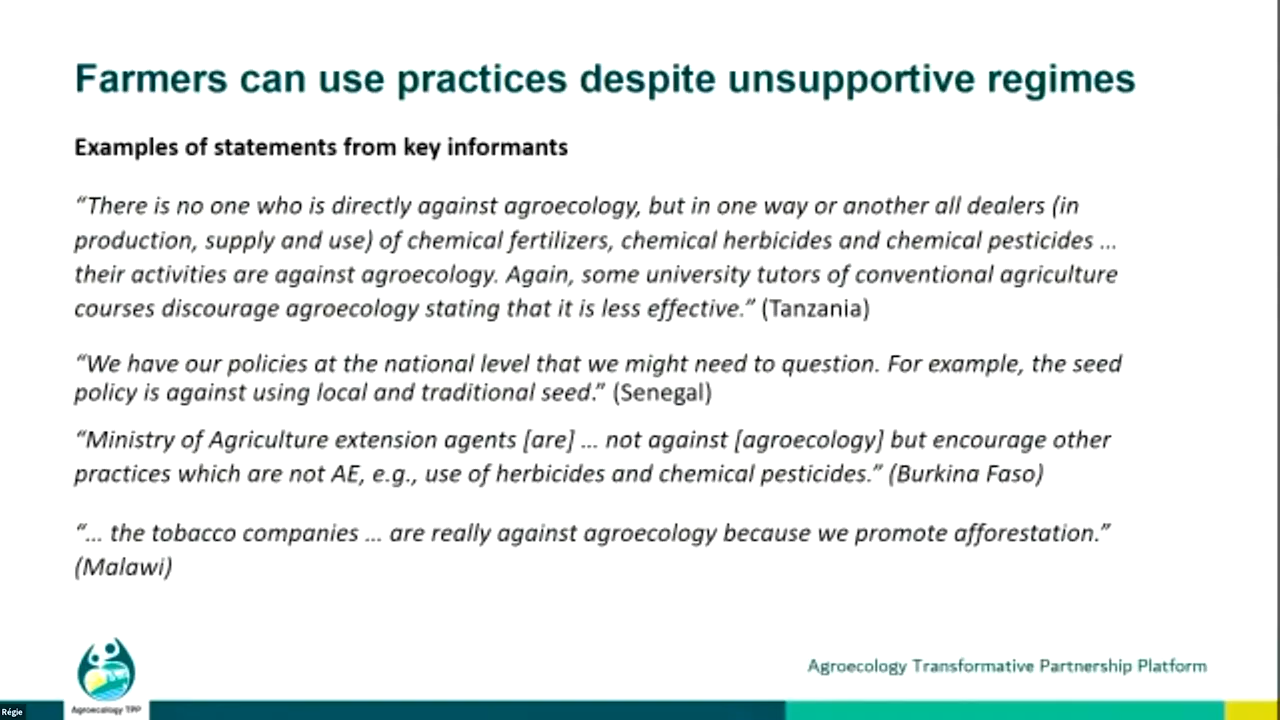 Farmers can use practices despite unsupportive regimes
Examples of statements from key informants
“There is no one who is directly against agroecology, but in one way or another all dealers (in
production, supply and use) of chemical fertilizers, chemical herbicides and chemical pesticides ...
their activities are against agroecology. Again, some university tutors of conventional agriculture
courses discourage agroecology stating that it is less effective.” (Tanzania)
“We have our policies at the national level that we might need to question. For example, the seed
policy is against using local and traditional seed.” (Senegal)
“Ministry of Agriculture extension agents [are] ... not against [agroecology] but encourage other
practices which are not AE, e.g., use of herbicides and chemical pesticides.” (Burkina Faso)
“... the tobacco companies ... are really against agroecology because we promote afforestation.”
(Malawi)
Agroecology Transformative Partnership Platform
Agroecology TPP
Régie